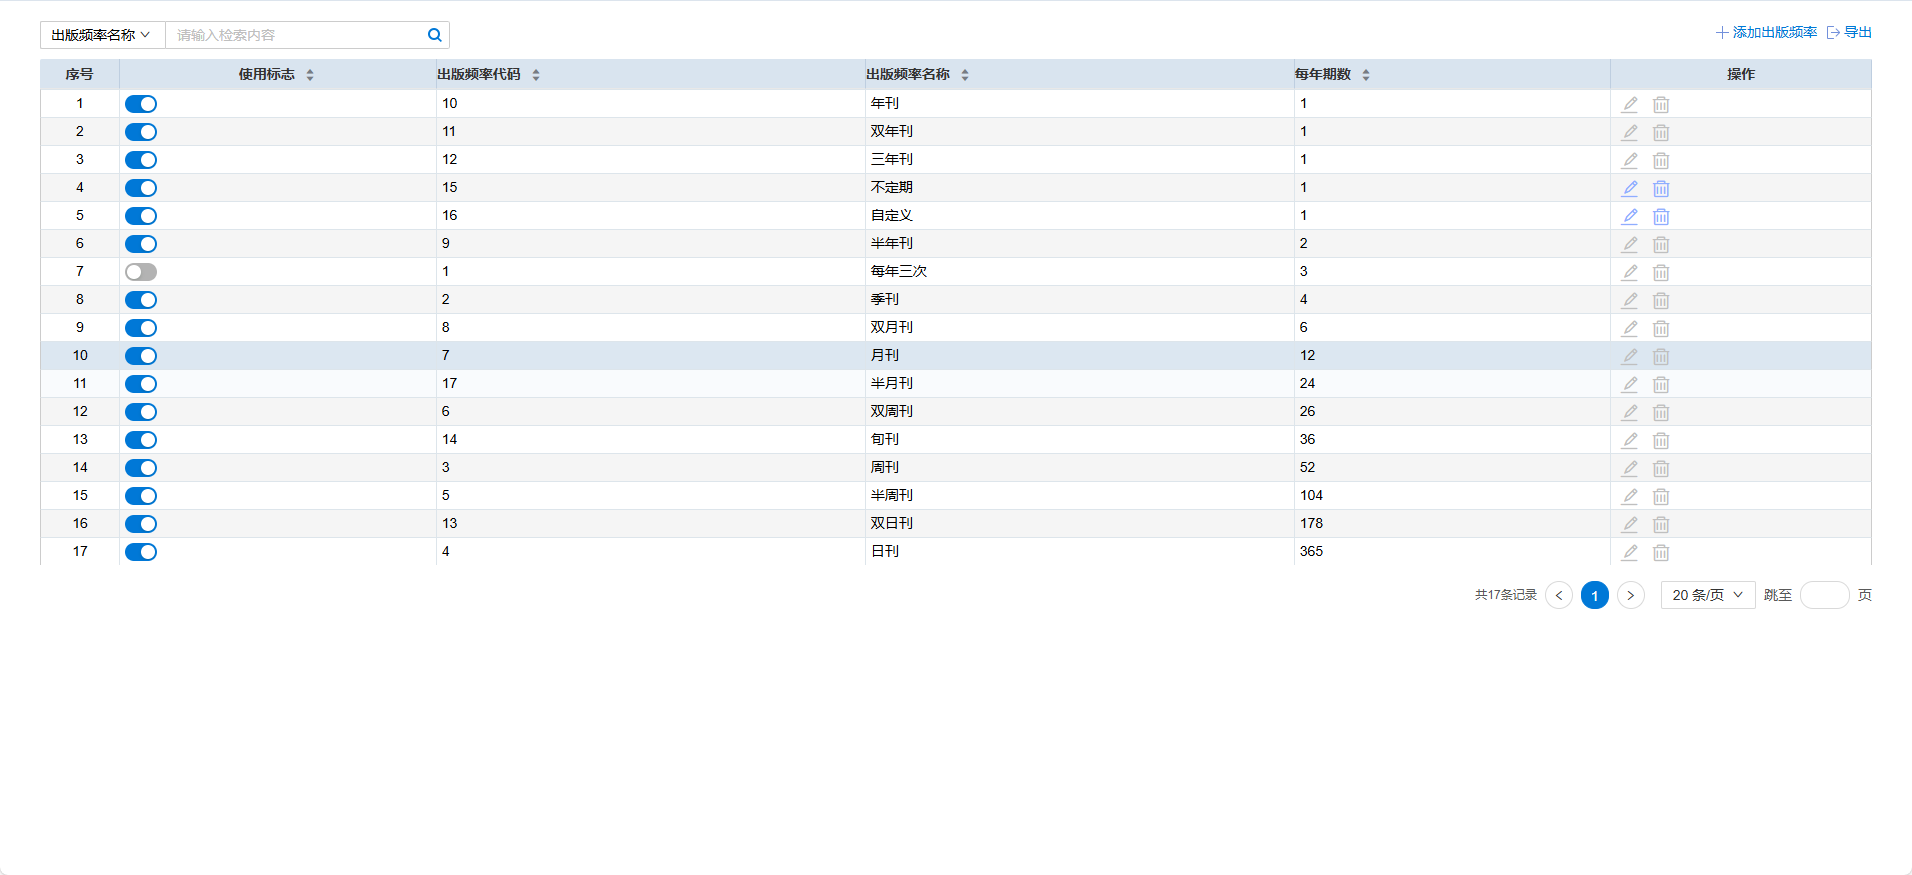 出版频率名称 请输入检索内容 添加出版频率 导出
序号 使用标志 出版频率代码 出版频率名称 每年期数 操作
1 10 年刊 1
2 11 双年刊 1
3 12 三年刊 1
4 15 不定期 1
5 16 自定义 1
6 9 半年刊 2
7 1 每年三次 3
8 2 季刊 4
9 8 双月刊 6
10 7 月刊 12
11 17 半月刊 24
12 6 双周刊 26
13 14 旬刊 36
14 3 周刊 52
15 5 半周刊 104
16 13 双日刊 178
17 4 日刊 365
共17条记录 1 20 条/页 跳至 页